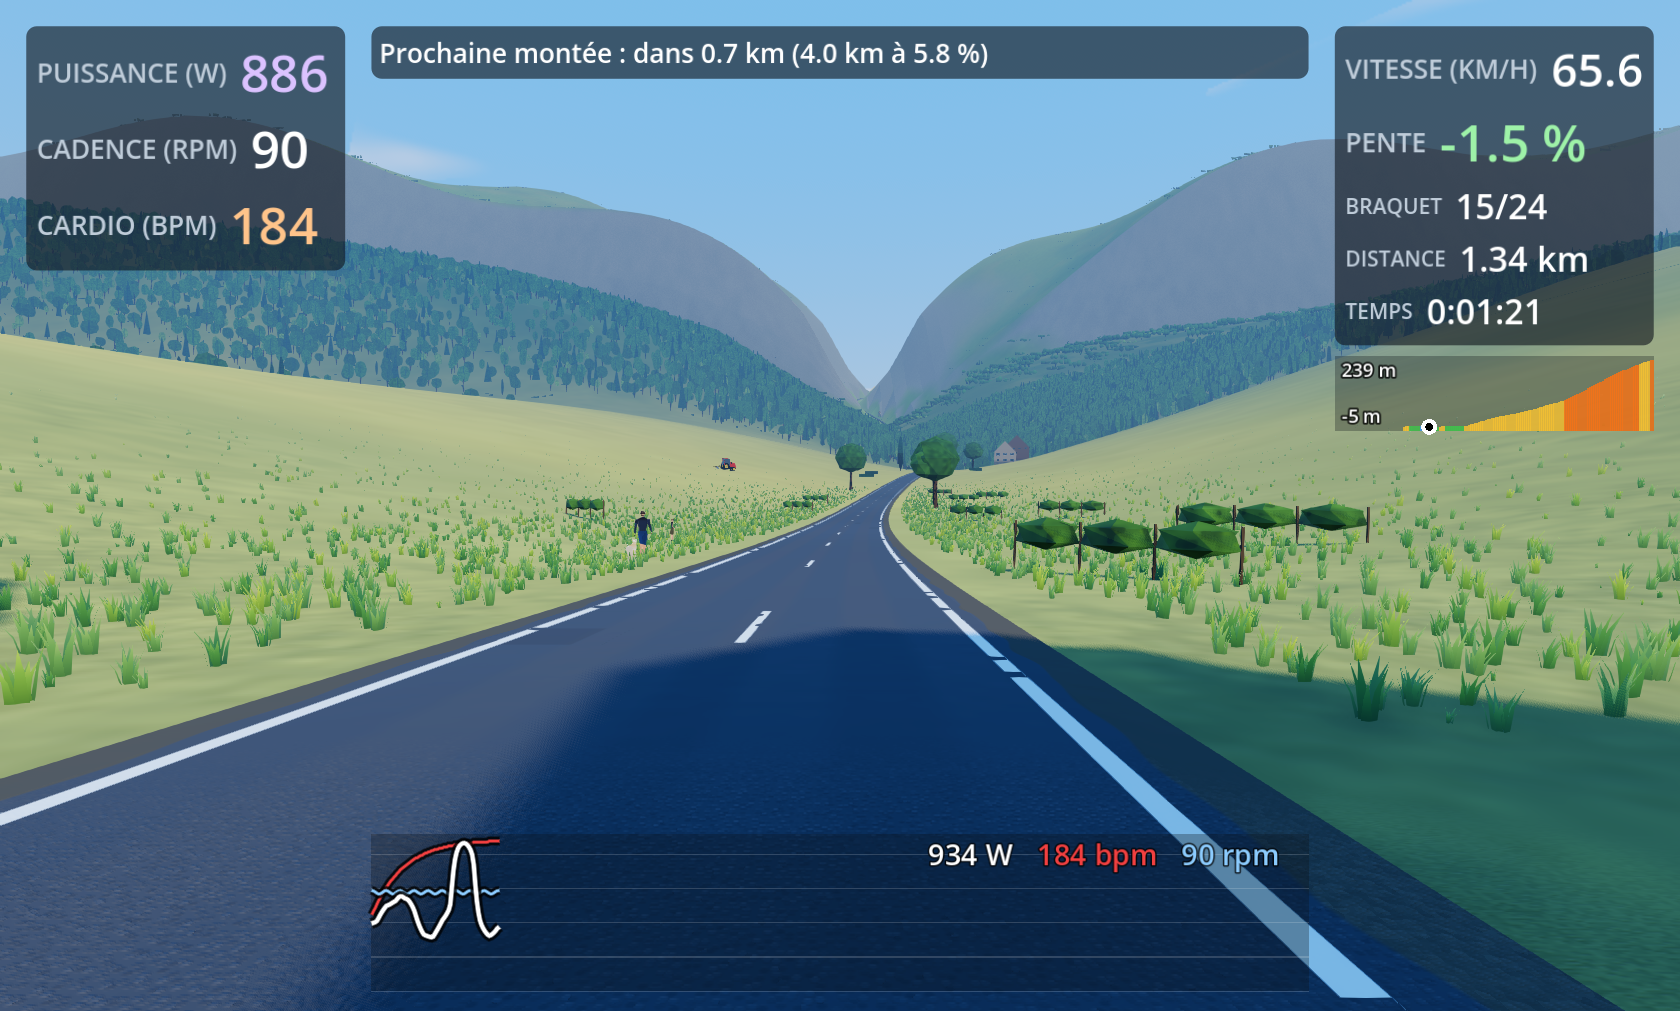 PUISSANCE (W) 886
CADENCE (RPM) 90
CARDIO (BPM) 184
Prochaine montée : dans 0.7 km (4.0 km à 5.8 %)
VITESSE (KM/H) 65.6
PENTE -1.5 %
BRAQUET 15/24
DISTANCE 1.34 km
TEMPS 0:01:21
239 m
-5 m
934 W 184 bpm 90 rpm